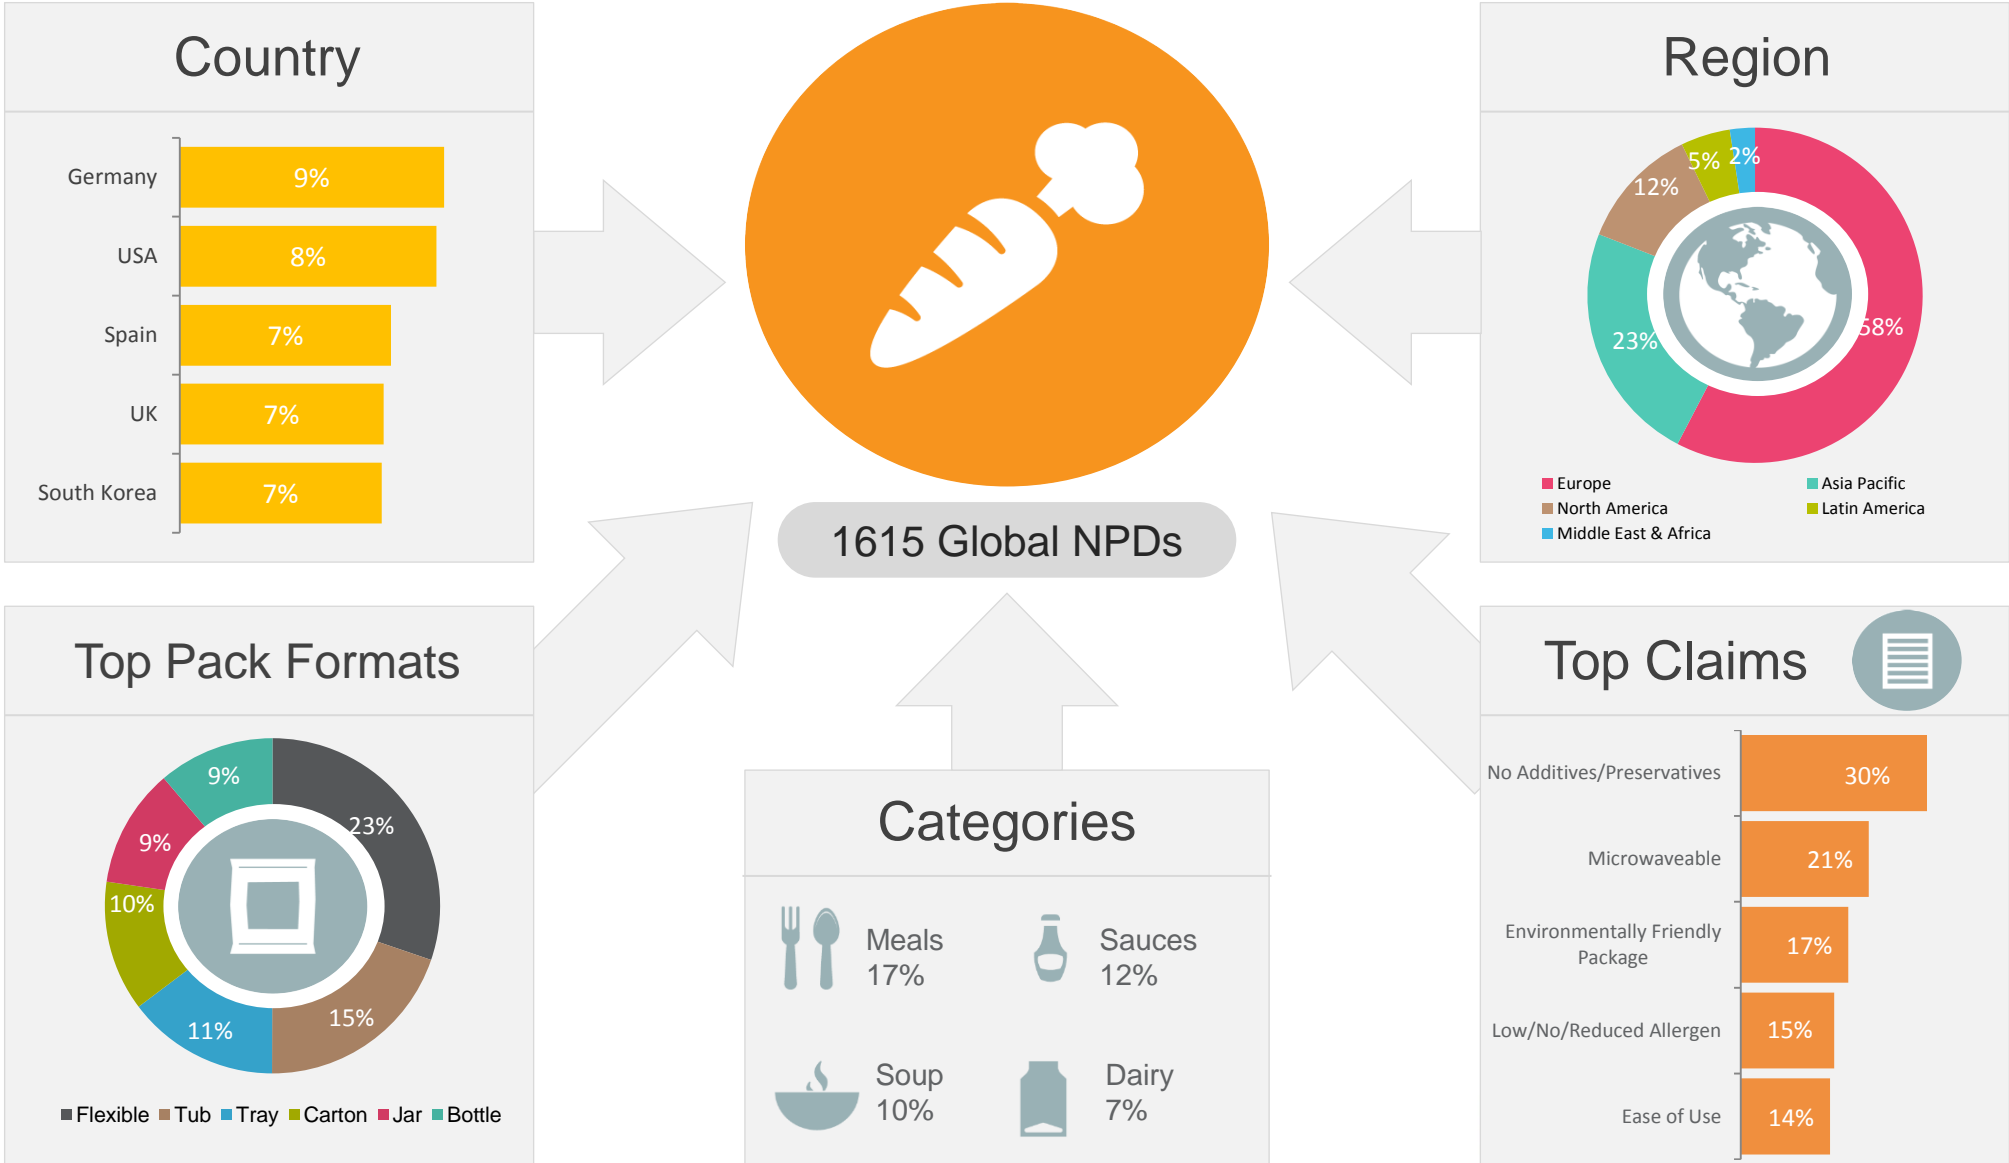 Country
Germany
9%
USA
8%
Spain
7%
UK
7%
South Korea
7%
1615 Global NPDs
Region
5%
2%
12%
23%
58%
Europe
Asia Pacific
North America
Latin America
Middle East & Africa
Top Pack Formats
9%
23%
9%
10%
15%
11%
Flexible Tub Tray Carton Jar Bottle
Categories
Meals
17%
Sauces
12%
Soup
10%
Dairy
7%
Top Claims
No Additives/Preservatives
30%
Microwaveable
21%
Environmentally Friendly
Package
17%
Low/No/Reduced Allergen
15%
Ease of Use
14%